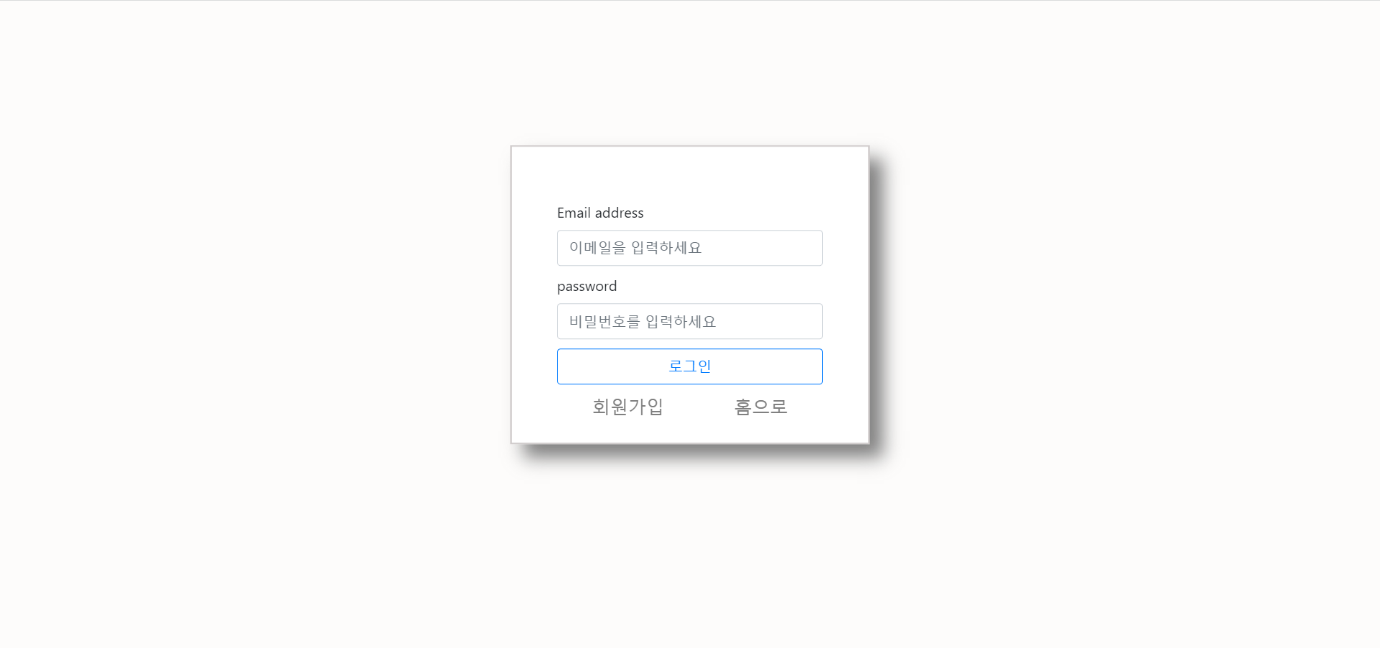 Email address
이메일을 입력하세요
password
비밀번호를 입력하세요
로그인
회원가입 홈으로